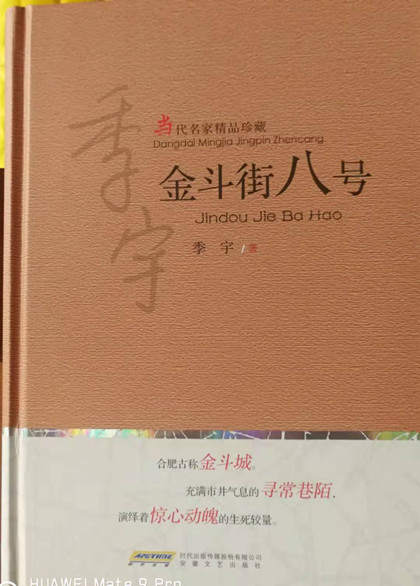 季宇
当代名家精品珍藏
Dangdai Mingjia Jingpin Zhencang
金斗街八号
Jindou Jie Ba Hao
季 宇 / 著
合肥古称金斗城。
充满市井气息的寻常巷陌，
演绎着惊心动魄的生死较量。
时代出版传媒股份有限公司
安徽文艺出版社
HUAWEI Mate 9 Pro